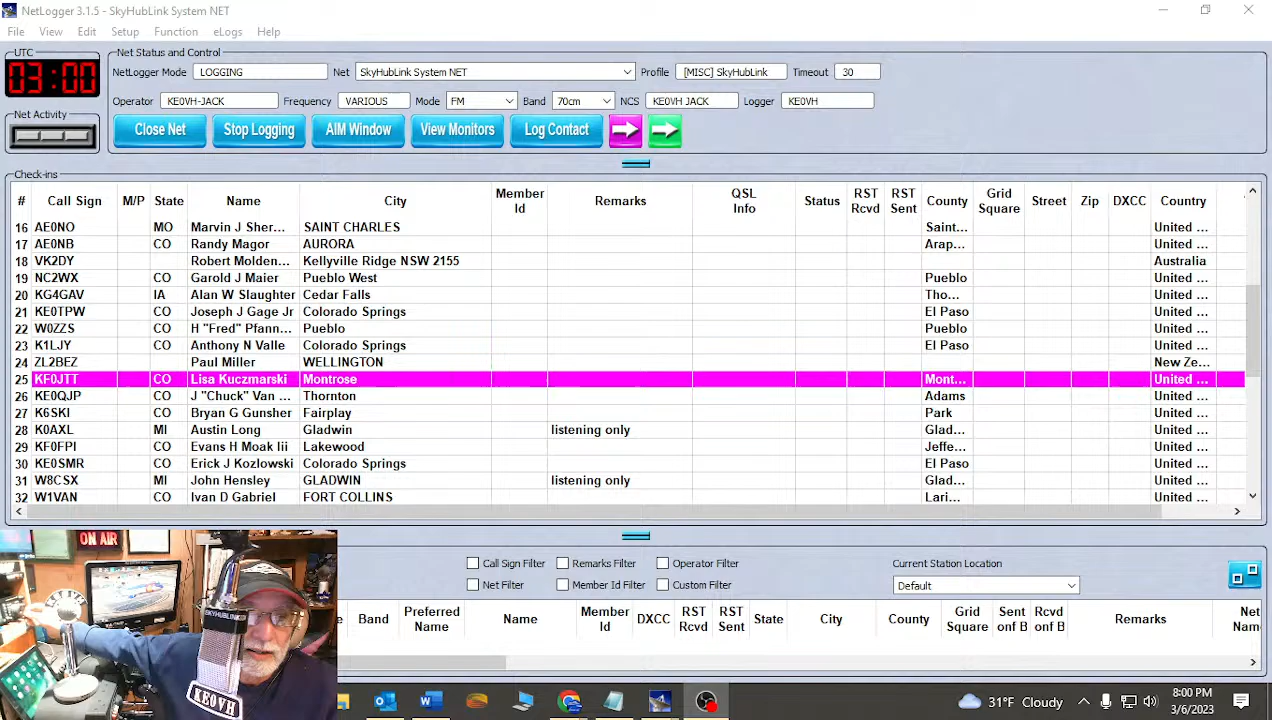 NetLogger 3.1.5 - SkyHubLink System NET
File View Edit Setup Function eLogs Help
UTC
03:00
Net Activity
Net Status and Control
NetLogger Mode LOGGING Net SkyHubLink System NET Profile [MISC] SkyHubLink Timeout 30
Operator KE0VH-JACK Frequency VARIOUS Mode FM Band 70cm NCS KE0VH JACK Logger KE0VH
Close Net Stop Logging AIM Window View Monitors Log Contact
Check-ins
# Call Sign M/P State Name City Member Id Remarks QSL Info Status RST Rcvd RST Sent County Grid Square Street Zip DXCC Country
16 AE0NO MO Marvin J Sher... SAINT CHARLES Saint... United ...
17 AE0NB CO Randy Magor AURORA Arap... United ...
18 VK2DY Robert Molden... Kellyville Ridge NSW 2155 Australia
19 NC2WX CO Garold J Maier Pueblo West Pueblo United ...
20 KG4GAV IA Alan W Slaughter Cedar Falls Tho... United ...
21 KE0TPW CO Joseph J Gage Jr Colorado Springs El Paso United ...
22 W0ZZS CO H "Fred" Pfann... Pueblo Pueblo United ...
23 K1LJY CO Anthony N Valle Colorado Springs El Paso United ...
24 ZL2BEZ Paul Miller WELLINGTON New Ze...
25 KF0JTT CO Lisa Kuczmarski Montrose Mont... United ...
26 KE0QJP CO J "Chuck" Van ... Thornton Adams United ...
27 K6SKI CO Bryan G Gunsher Fairplay Park United ...
28 K0AXL MI Austin Long Gladwin listening only Glad... United ...
29 KF0FPI CO Evans H Moak Iii Lakewood Jeffe... United ...
30 KE0SMR CO Erick J Kozlowski Colorado Springs El Paso United ...
31 W8CSX MI John Hensley GLADWIN listening only Glad... United ...
32 W1VAN CO Ivan D Gabriel FORT COLLINS Lari... United ...
ON AIR
SKYHUBLINK
KE0VH
Call Sign Filter Remarks Filter Operator Filter
Net Filter Member Id Filter Custom Filter
Current Station Location
Default
e Band Preferred Name Name Member Id DXCC RST Rcvd RST Sent State City County Grid Square Sent onf B Rcvd onf B Remarks Net Name
31°F Cloudy
8:00 PM
3/6/2023